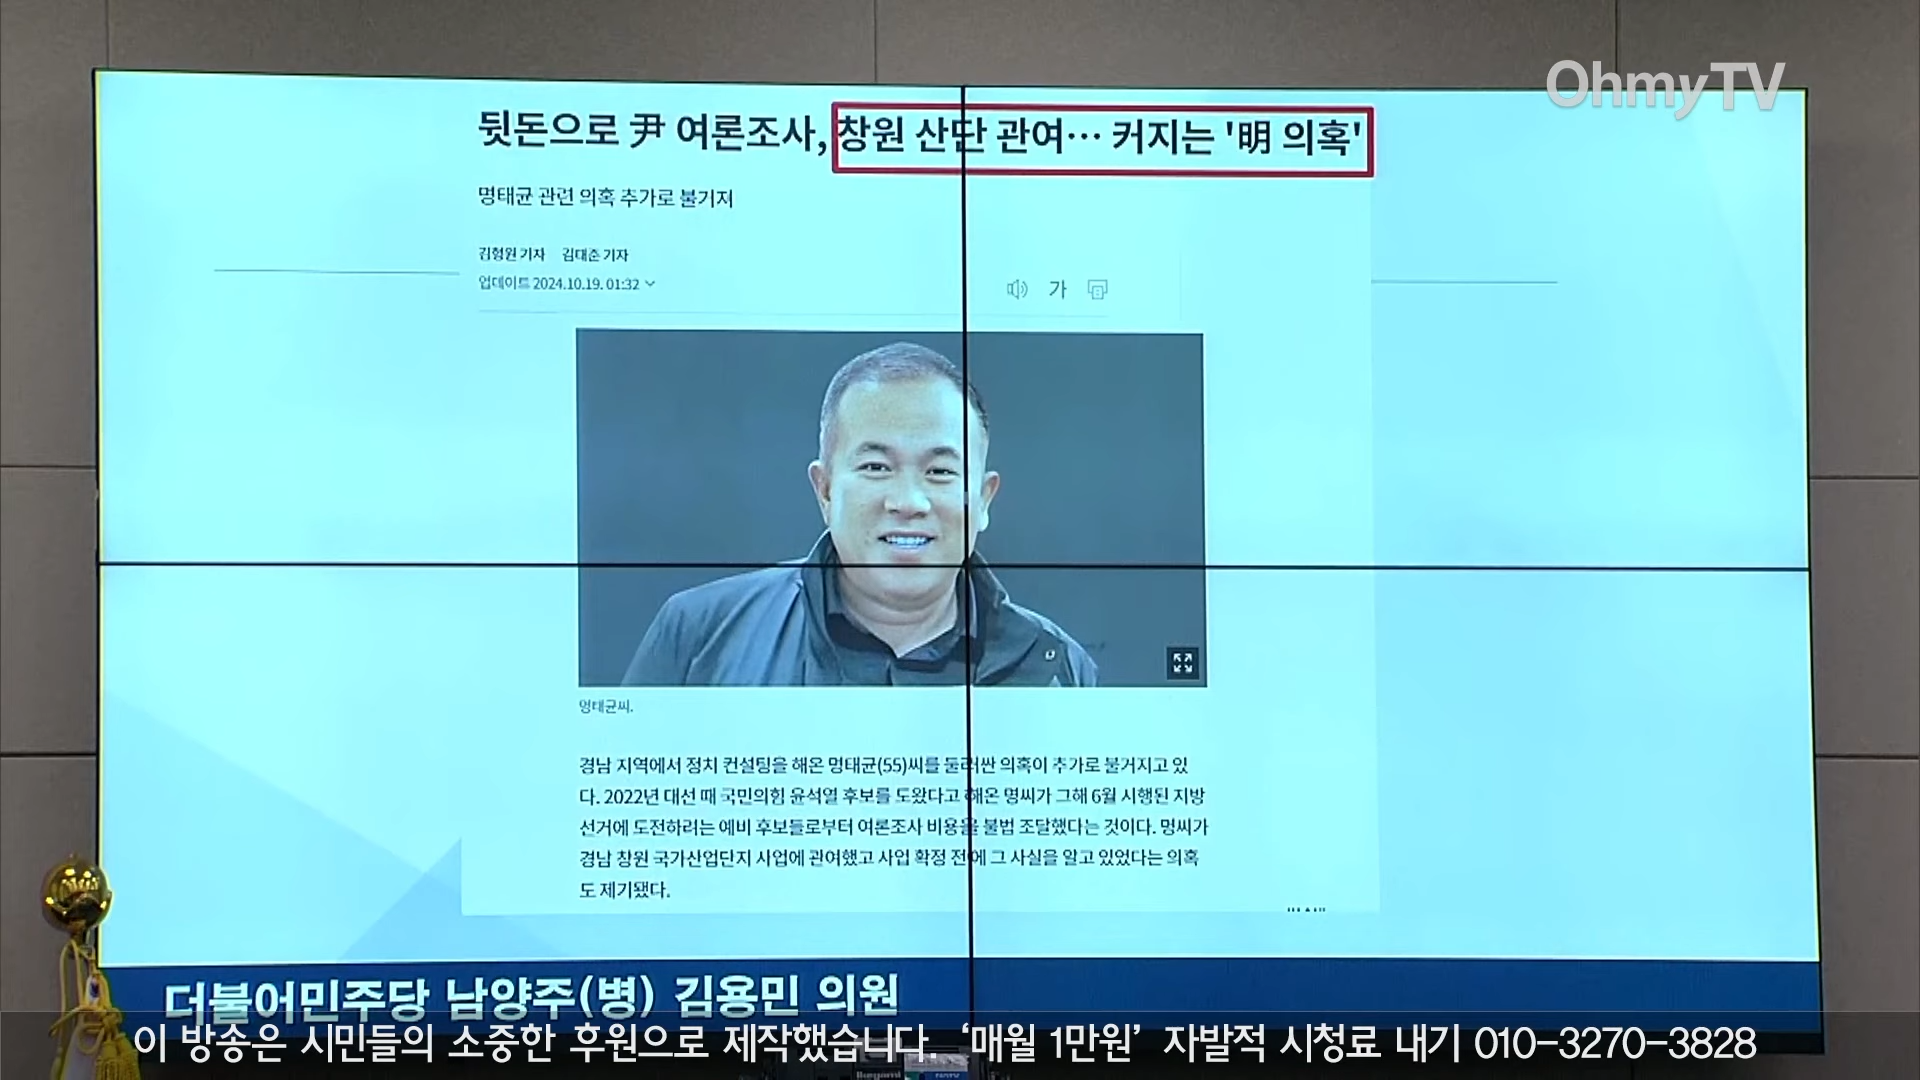 OhmyTV
뒷돈으로 尹 여론조사, 창원 산단 관여… 커지는 '明 의혹'
명태균 관련 의혹 추가로 불거져
김형원 기자 김대준 기자
업데이트 2024.10.19. 01:32
가
명태균씨.
경남 지역에서 정치 컨설팅을 해온 명태균(55)씨를 둘러싼 의혹이 추가로 불거지고 있
다. 2022년 대선 때 국민의힘 윤석열 후보를 도왔다고 해온 명씨가 그해 6월 시행된 지방
선거에 도전하려는 예비 후보들로부터 여론조사 비용을 불법 조달했다는 것이다. 명씨가
경남 창원 국가산업단지 사업에 관여했고 사업 확정 전에 그 사실을 알고 있었다는 의혹
도 제기됐다.
더불어민주당 남양주(병) 김용민 의원
이 방송은 시민들의 소중한 후원으로 제작했습니다. ‘매월 1만원’ 자발적 시청료 내기 010-3270-3828
Ikegami